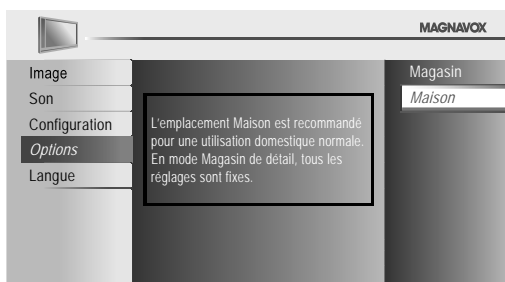 MAGNAVOX
Image
Son
Configuration
Options
Langue
L'emplacement Maison est recommandé
pour une utilisation domestique normale.
En mode Magasin de détail, tous les
réglages sont fixes.
Magasin
Maison